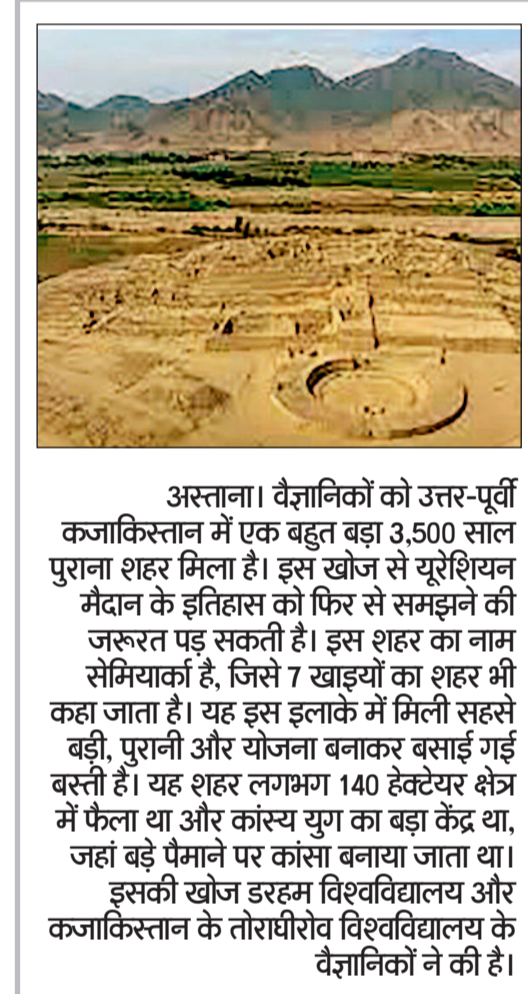 अस्ताना। वैज्ञानिकों को उत्तर-पूर्वी
कजाकिस्तान में एक बहुत बड़ा 3,500 साल
पुराना शहर मिला है। इस खोज से यूरेशियन
मैदान के इतिहास को फिर से समझने की
जरूरत पड़ सकती है। इस शहर का नाम
सेमियार्का है, जिसे 7 खाइयों का शहर भी
कहा जाता है। यह इस इलाके में मिली सहसे
बड़ी, पुरानी और योजना बनाकर बसाई गई
बस्ती है। यह शहर लगभग 140 हेक्टेयर क्षेत्र
में फैला था और कांस्य युग का बड़ा केंद्र था,
जहां बड़े पैमाने पर कांसा बनाया जाता था।
इसकी खोज डरहम विश्वविद्यालय और
कजाकिस्तान के तोराघीरोव विश्वविद्यालय के
वैज्ञानिकों ने की है।